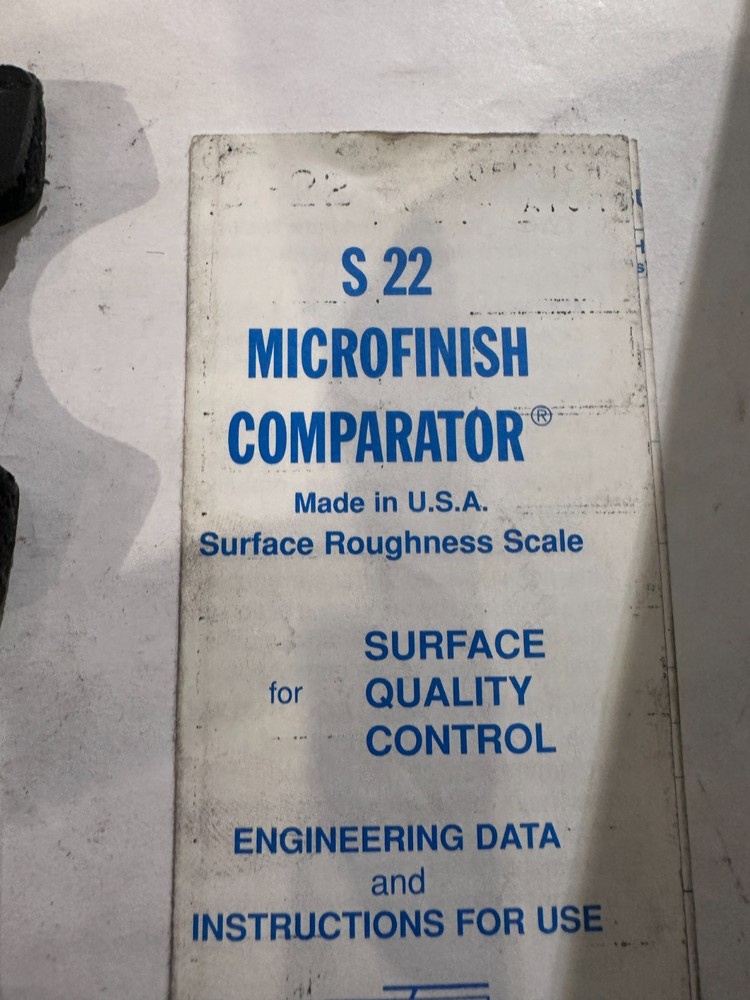 S 22
MICROFINISH
COMPARATOR®
Made in U.S.A.
Surface Roughness Scale
SURFACE
for QUALITY
CONTROL
ENGINEERING DATA
and
INSTRUCTIONS FOR USE